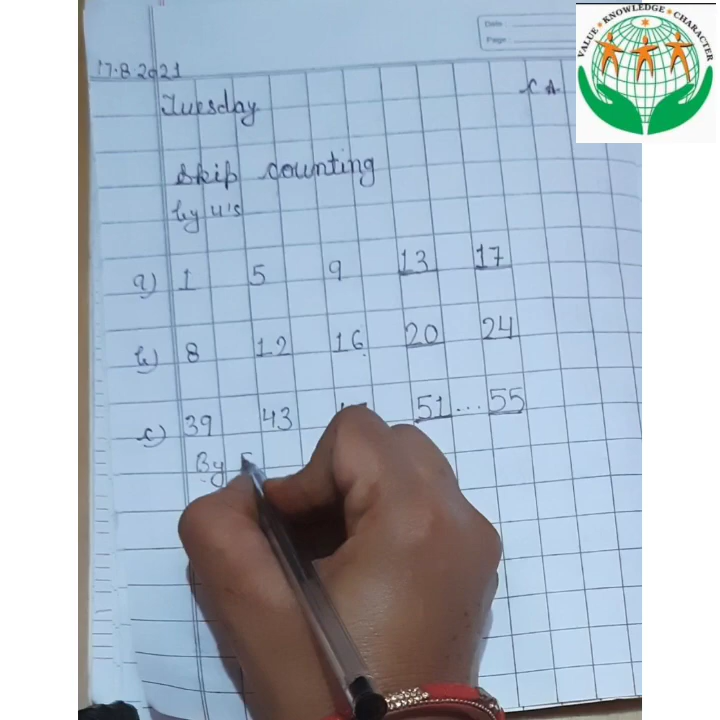 VALUE ★ KNOWLEDGE ★ CHARACTER
Date
Page
17.8.2021
C A
Tuesday
Skip counting
by 4's
a) 1 5 9 13 17
b) 8 12 16 20 24
c) 39 43 51 ... 55
By 5